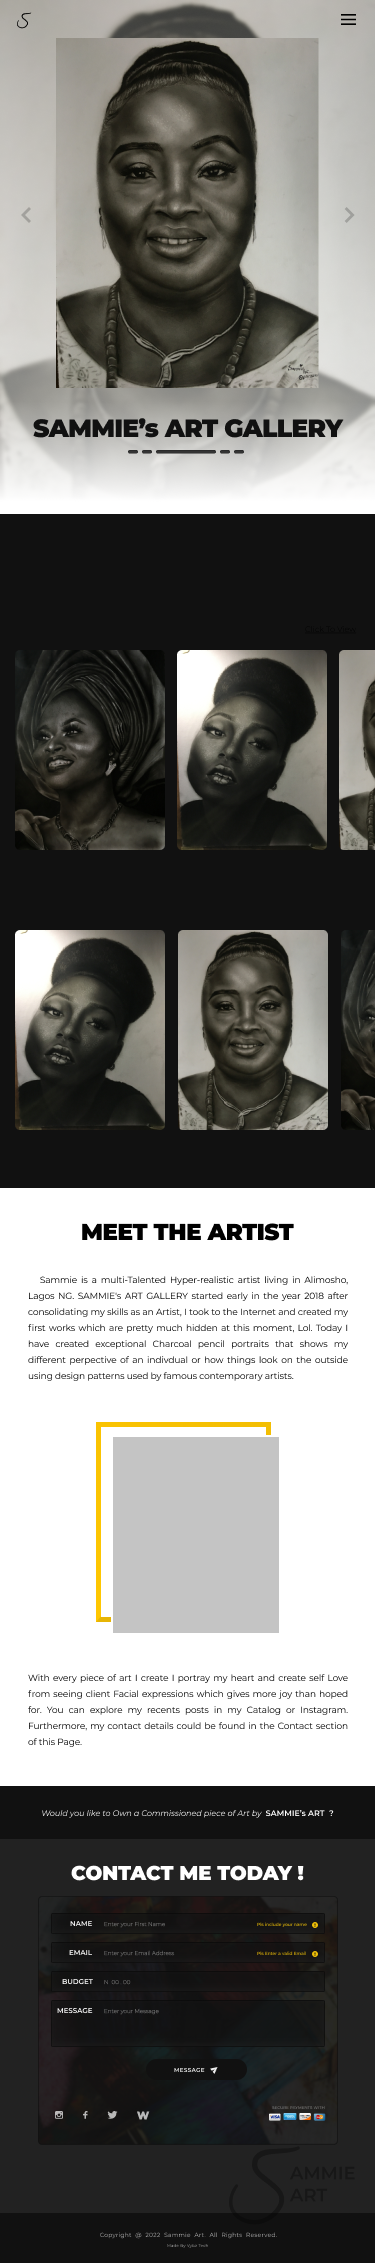 S
SAMMIE's ART GALLERY
MEET THE ARTIST
Sammie is a multi-Talented Hyper-realistic artist living in Alimosho,
Lagos NG. SAMMIE's ART GALLERY started early in the year 2018 after
consolidating my skills as an Artist, I took to the Internet and created my
first works which are pretty much hidden at this moment, Lol. Today I
have created exceptional Charcoal pencil portraits that shows my
different perpective of an indivdual or how things look on the outside
using design patterns used by famous contemporary artists.
With every piece of art I create I portray my heart and create self Love
from seeing client Facial expressions which gives more joy than hoped
for. You can explore my recents posts in my Catalog or Instagram.
Furthermore, my contact details could be found in the Contact section
of this Page.
Would you like to Own a Commissioned piece of Art by SAMMIE's ART ?
CONTACT ME TODAY !
NAME Enter your First Name Pls include your name
EMAIL Enter your Email Address Pls Enter a valid Email
BUDGET N 00 . 00
MESSAGE Enter your Message
MESSAGE
SECURE PAYMENTS WITH
VISA
SAMMIE
ART
Copyright @ 2022 Sammie Art. All Rights Reserved.